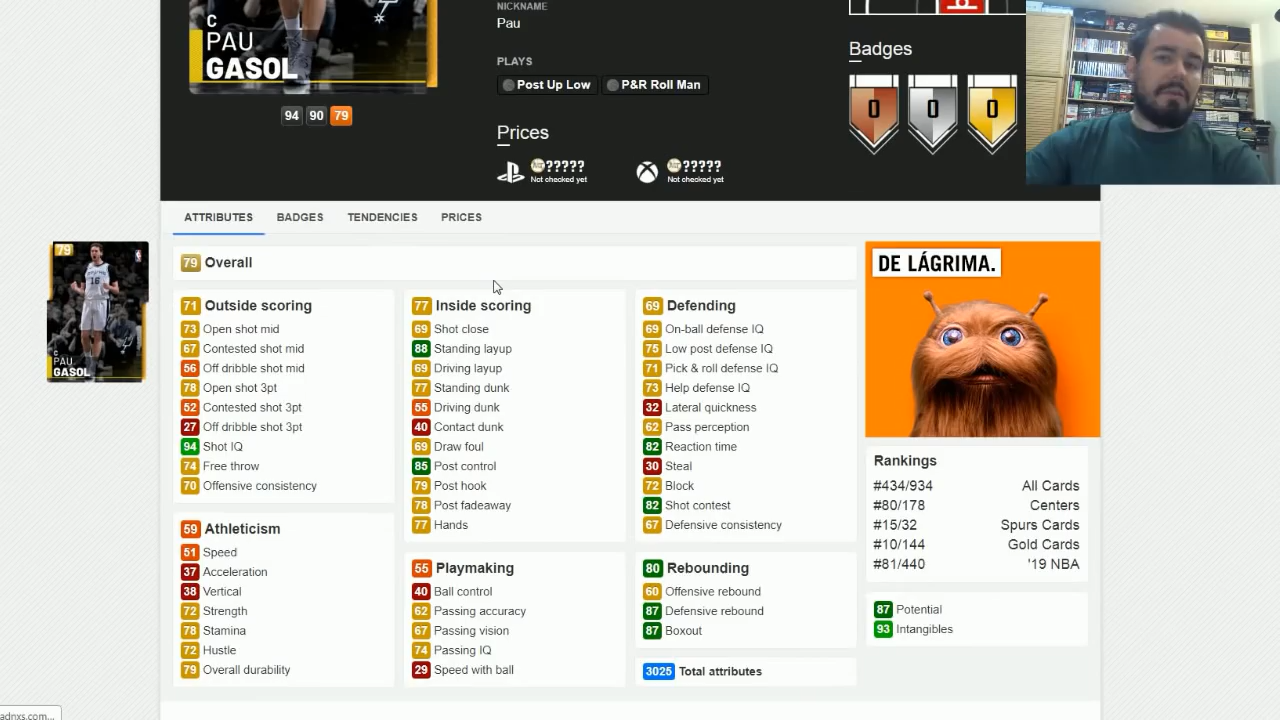 C
PAU
GASOL
94 90 79
NICKNAME
Pau
PLAYS
Post Up Low P&R Roll Man
Prices
?????
Not checked yet
?????
Not checked yet
Badges
0 0 0
ATTRIBUTES BADGES TENDENCIES PRICES
79
PAU
GASOL
79 Overall
71 Outside scoring
73 Open shot mid
67 Contested shot mid
56 Off dribble shot mid
78 Open shot 3pt
52 Contested shot 3pt
27 Off dribble shot 3pt
94 Shot IQ
74 Free throw
70 Offensive consistency
59 Athleticism
51 Speed
37 Acceleration
38 Vertical
72 Strength
78 Stamina
72 Hustle
79 Overall durability
77 Inside scoring
69 Shot close
88 Standing layup
69 Driving layup
77 Standing dunk
55 Driving dunk
40 Contact dunk
69 Draw foul
85 Post control
79 Post hook
78 Post fadeaway
77 Hands
55 Playmaking
40 Ball control
62 Passing accuracy
67 Passing vision
74 Passing IQ
29 Speed with ball
69 Defending
69 On-ball defense IQ
75 Low post defense IQ
71 Pick & roll defense IQ
73 Help defense IQ
32 Lateral quickness
62 Pass perception
82 Reaction time
30 Steal
72 Block
82 Shot contest
67 Defensive consistency
80 Rebounding
60 Offensive rebound
87 Defensive rebound
87 Boxout
3025 Total attributes
DE LÁGRIMA.
Rankings
#434/934 All Cards
#80/178 Centers
#15/32 Spurs Cards
#10/144 Gold Cards
#81/440 '19 NBA
87 Potential
93 Intangibles
adnxs.com...